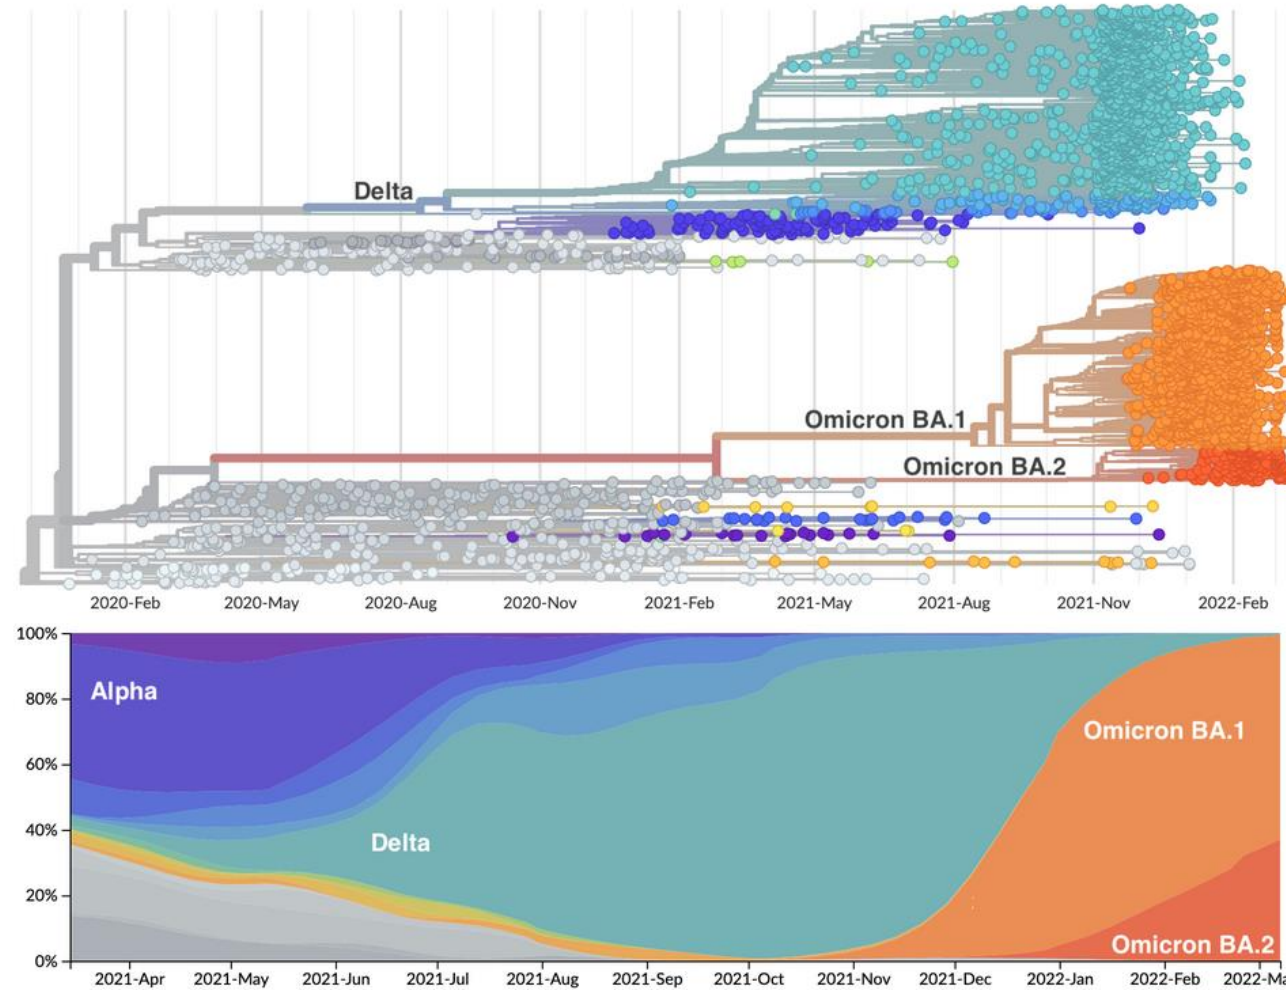 Delta
Omicron BA.1
Omicron BA.2
2020-Feb 2020-May 2020-Aug 2020-Nov 2021-Feb 2021-May 2021-Aug 2021-Nov 2022-Feb
100%
Alpha
80%
Omicron BA.1
60%
40%
Delta
20%
Omicron BA.2
0%
2021-Apr 2021-May 2021-Jun 2021-Jul 2021-Aug 2021-Sep 2021-Oct 2021-Nov 2021-Dec 2022-Jan 2022-Feb 2022-Ma